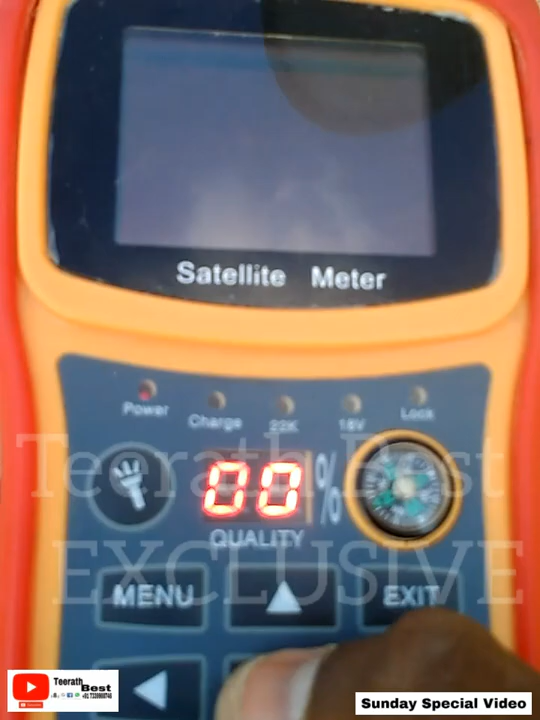 Satellite Meter
Power Charge 22K 18V Lock
Teerath Best
00 %
QUALITY
EXCLUSIVE
MENU EXIT
Teerath
Best
Sunday Special Video